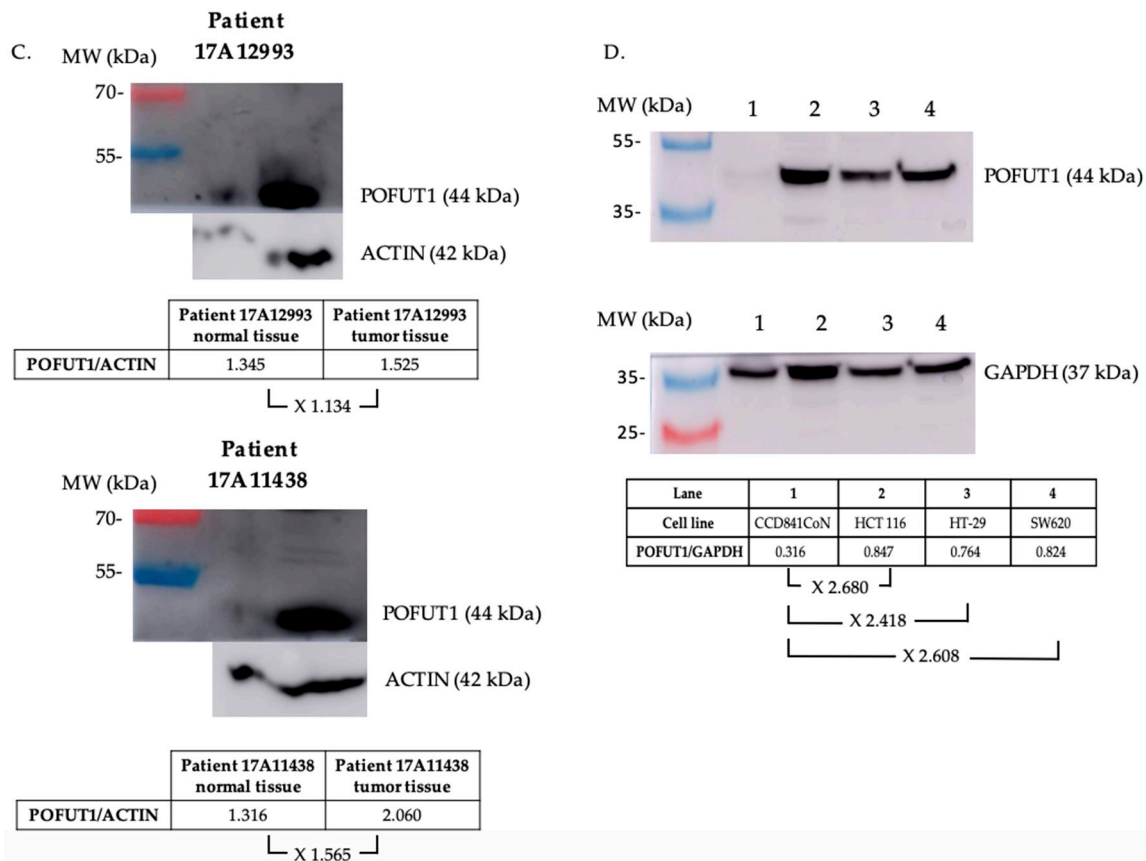 C.
Patient
17A12993
MW (kDa)
70-
55-
POFUT1 (44 kDa)
ACTIN (42 kDa)
Patient 17A12993 normal tissue Patient 17A12993 tumor tissue
POFUT1/ACTIN 1.345 1.525
X 1.134
Patient
17A11438
MW (kDa)
70-
55-
POFUT1 (44 kDa)
ACTIN (42 kDa)
Patient 17A11438 normal tissue Patient 17A11438 tumor tissue
POFUT1/ACTIN 1.316 2.060
X 1.565
D.
MW (kDa) 1 2 3 4
55-
35-
POFUT1 (44 kDa)
MW (kDa) 1 2 3 4
35-
25-
GAPDH (37 kDa)
Lane 1 2 3 4
Cell line CCD841CoN HCT 116 HT-29 SW620
POFUT1/GAPDH 0.316 0.847 0.764 0.824
X 2.680
X 2.418
X 2.608